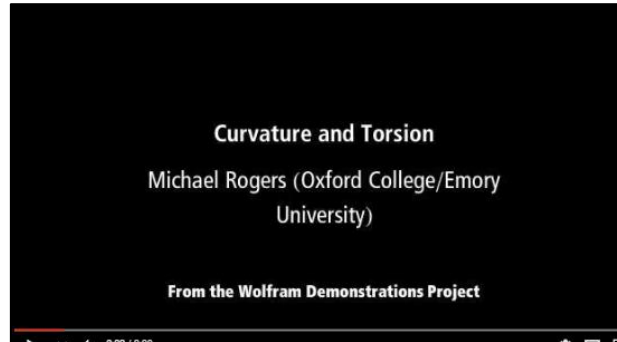 Curvature and Torsion
Michael Rogers (Oxford College/Emory
University)
From the Wolfram Demonstrations Project